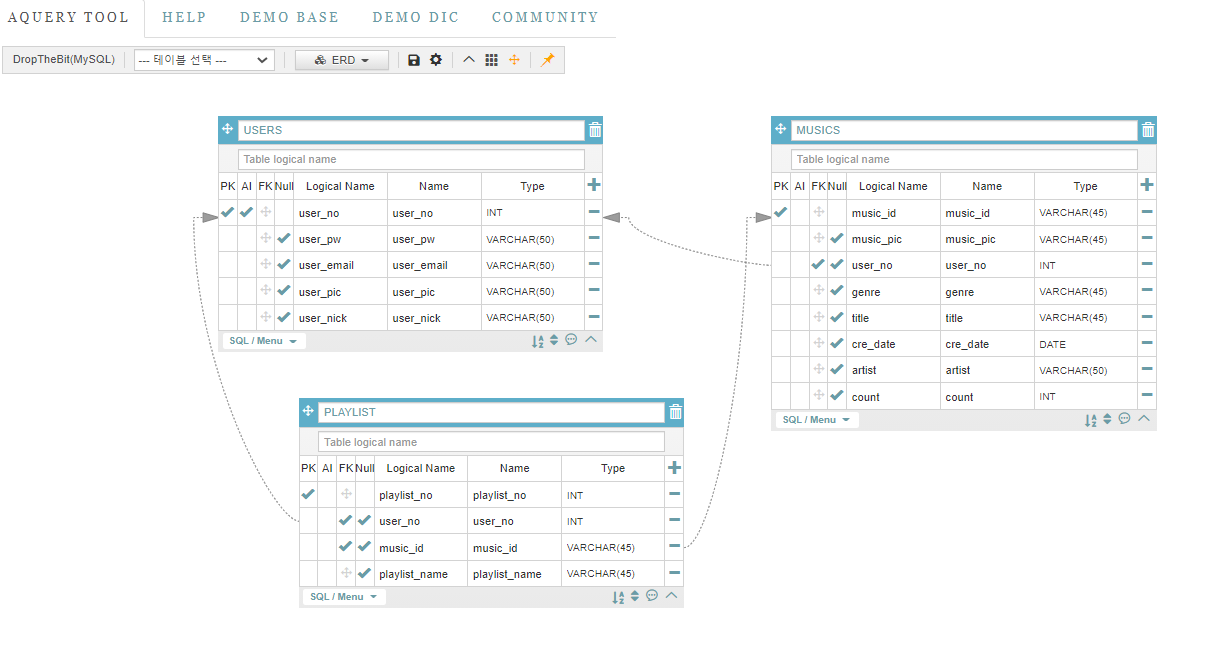 AQUERY TOOL HELP DEMO BASE DEMO DIC COMMUNITY
DropTheBit(MySQL) --- 테이블 선택 --- ERD
USERS
Table logical name
PK AI FK Null Logical Name Name Type
user_no user_no INT
user_pw user_pw VARCHAR(50)
user_email user_email VARCHAR(50)
user_pic user_pic VARCHAR(50)
user_nick user_nick VARCHAR(50)
SQL / Menu
MUSICS
Table logical name
PK AI FK Null Logical Name Name Type
music_id music_id VARCHAR(45)
music_pic music_pic VARCHAR(45)
user_no user_no INT
genre genre VARCHAR(45)
title title VARCHAR(45)
cre_date cre_date DATE
artist artist VARCHAR(50)
count count INT
SQL / Menu
PLAYLIST
Table logical name
PK AI FK Null Logical Name Name Type
playlist_no playlist_no INT
user_no user_no INT
music_id music_id VARCHAR(45)
playlist_name playlist_name VARCHAR(45)
SQL / Menu